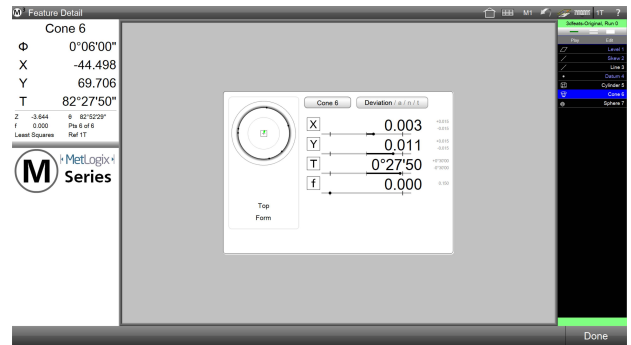 M³ Feature Detail
M1
1T
?
Cone 6
Φ 0°06'00"
X -44.498
Y 69.706
T 82°27'50"
Z -3.644 θ 82°52'29"
f 0.000 Pts 6 of 6
Least Squares Ref 1T
M MetLogix
Series
Cone 6 Deviation / a / n / t
X 0.003 +0.015
-0.015
Y 0.011 +0.015
-0.015
T 0°27'50 +0°30'00
-0°30'00
f 0.000 0.030
Top
Form
3dfeats-Original, Run 0
Play Edit
Level 1
Skew 2
Line 3
Datum 4
Cylinder 5
Cone 6
Sphere 7
Done